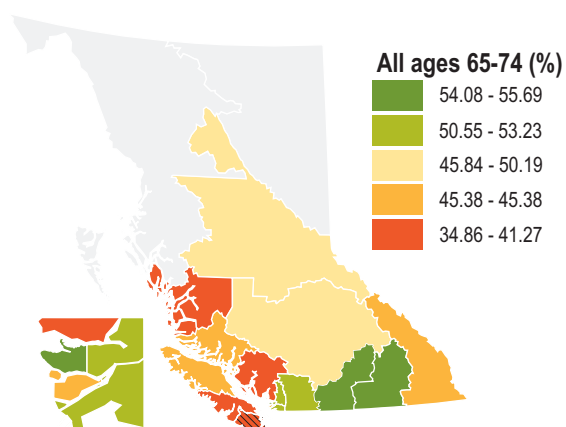 All ages 65-74 (%)
54.08 - 55.69
50.55 - 53.23
45.84 - 50.19
45.38 - 45.38
34.86 - 41.27